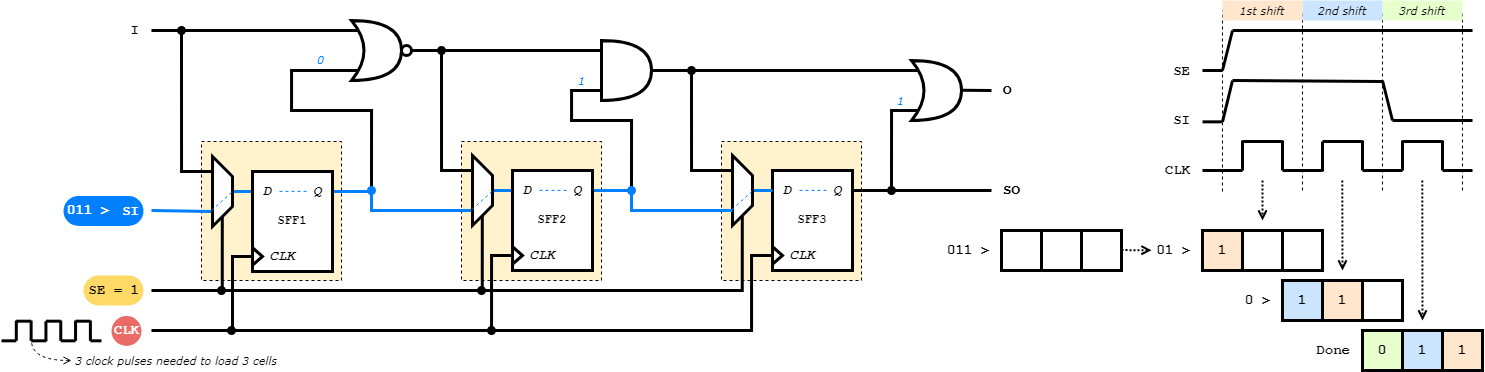 1st shift 2nd shift 3rd shift
I
0
1
1
O
SE
SI
CLK
D Q
SFF1
CLK
D Q
SFF2
CLK
D Q
SFF3
CLK
011 > SI
SO
SE = 1
CLK
3 clock pulses needed to load 3 cells
011 >
01 > 1
0 > 1 1
Done 0 1 1